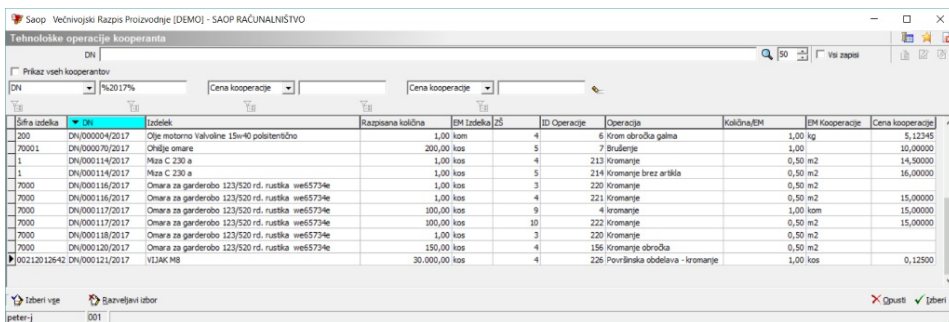 Saop Večnivojski Razpis Proizvodnje [DEMO] - SAOP RAČUNALNIŠTVO
Tehnološke operacije kooperanta
DN 50 Vsi zapisi
Prikaz vseh kooperantov
DN %2017% Cena kooperacije Cena kooperacije
Šifra izdelka DN Izdelek Razpisana količina EM Izdelka ZŠ ID Operacije Operacija Količina/EM EM Kooperacije Cena kooperacije
200 DN/000004/2017 Olje motorno Valvoline 15w40 polsitentično 1,00 kom 4 6 Krom obročka galma 1,00 kg 5,12345
70001 DN/000070/2017 Ohišje omare 200,00 kos 5 7 Brušenje 1,00 10,00000
1 DN/000114/2017 Miza C 230 a 1,00 kos 4 213 Kromanje 0,50 m2 14,50000
1 DN/000114/2017 Miza C 230 a 1,00 kos 5 214 Kromanje brez artikla 0,50 m2 16,00000
7000 DN/000116/2017 Omara za garderobo 123/520 rd. rustika we65734e 1,00 kos 3 220 Kromanje 0,50 m2
7000 DN/000116/2017 Omara za garderobo 123/520 rd. rustika we65734e 1,00 kos 4 221 Kromanje 0,50 m2 15,00000
7000 DN/000117/2017 Omara za garderobo 123/520 rd. rustika we65734e 100,00 kos 9 4 kromanje 1,00 kom 15,00000
7000 DN/000117/2017 Omara za garderobo 123/520 rd. rustika we65734e 100,00 kos 10 222 Kromanje 0,50 m2 15,00000
7000 DN/000118/2017 Omara za garderobo 123/520 rd. rustika we65734e 1,00 kos 3 220 Kromanje 0,50 m2
7000 DN/000120/2017 Omara za garderobo 123/520 rd. rustika we65734e 150,00 kos 4 156 Kromanje obročka 0,50 m2
00212012642 DN/000121/2017 VIJAK M8 30.000,00 kos 4 226 Površinska obdelava - kromanje 1,00 kos 0,12500
Izberi vse Razveljavi izbor Opusti Izberi
peter-j 001